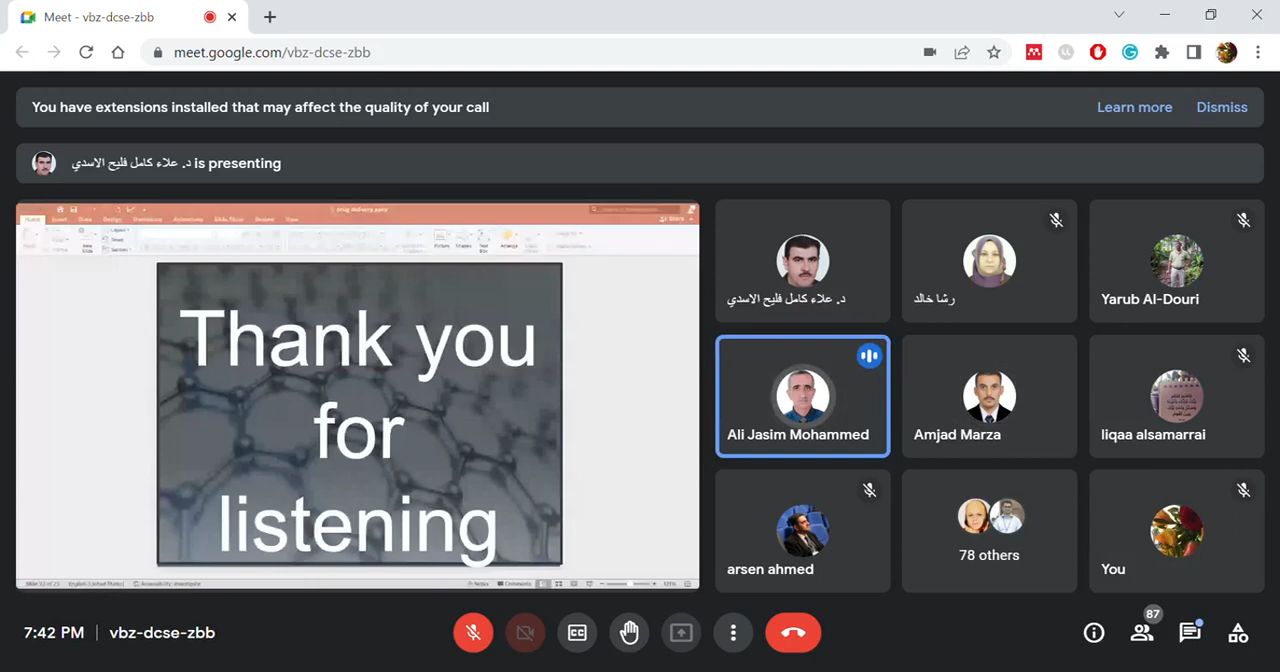 Meet - vbz-dcse-zbb
meet.google.com/vbz-dcse-zbb
You have extensions installed that may affect the quality of your call
Learn more
Dismiss
د. علاء كامل فليح الاسدي is presenting
Thank you
for
listening
د. علاء كامل فليح الاسدي
رشا خالد
Yarub Al-Douri
Ali Jasim Mohammed
Amjad Marza
liqaa alsamarrai
arsen ahmed
78 others
You
7:42 PM
vbz-dcse-zbb
87